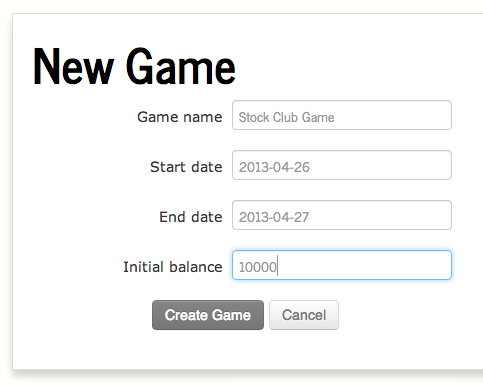 New Game
Game name Stock Club Game
Start date 2013-04-26
End date 2013-04-27
Initial balance 10000
Create Game Cancel